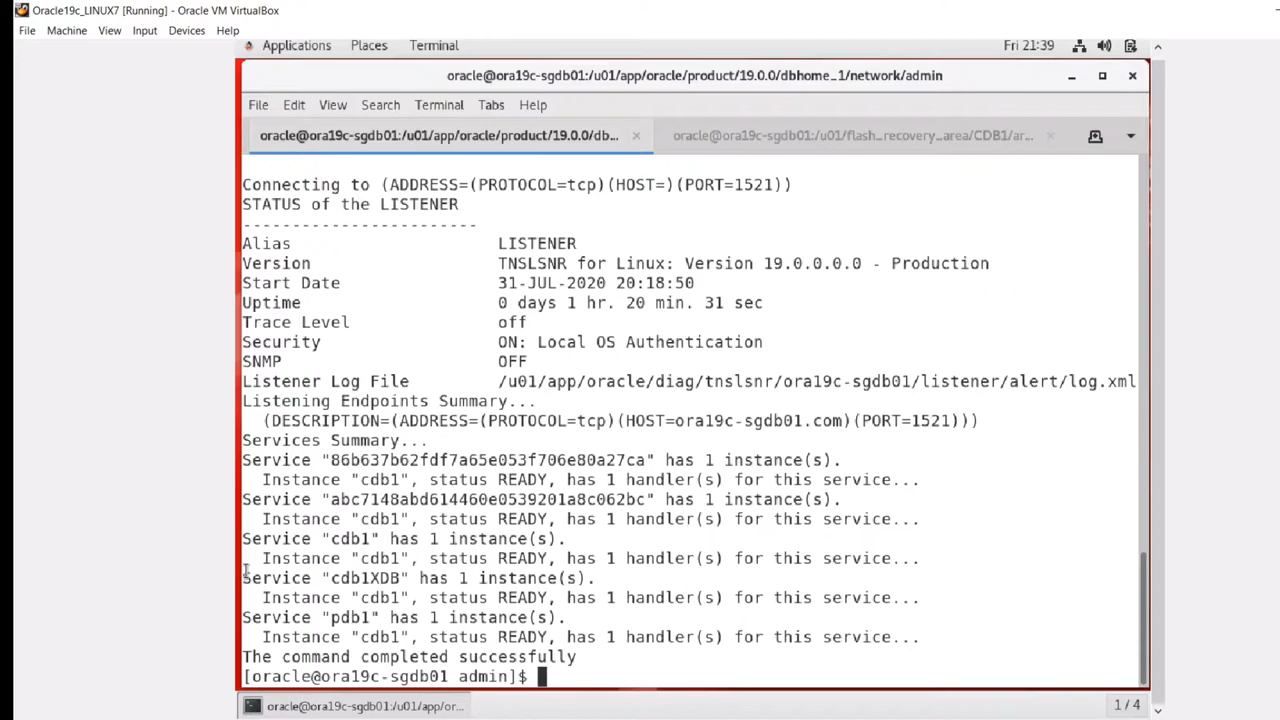 Oracle19c_LINUX7 [Running] - Oracle VM VirtualBox
File Machine View Input Devices Help
Applications Places Terminal Fri 21:39
oracle@ora19c-sgdb01:/u01/app/oracle/product/19.0.0/dbhome_1/network/admin
File Edit View Search Terminal Tabs Help
oracle@ora19c-sgdb01:/u01/app/oracle/product/19.0.0/db... oracle@ora19c-sgdb01:/u01/flash_recovery_area/CDB1/ar...
Connecting to (ADDRESS=(PROTOCOL=tcp)(HOST=)(PORT=1521))
STATUS of the LISTENER
------------------------
Alias LISTENER
Version TNSLSNR for Linux: Version 19.0.0.0.0 - Production
Start Date 31-JUL-2020 20:18:50
Uptime 0 days 1 hr. 20 min. 31 sec
Trace Level off
Security ON: Local OS Authentication
SNMP OFF
Listener Log File /u01/app/oracle/diag/tnslsnr/ora19c-sgdb01/listener/alert/log.xml
Listening Endpoints Summary...
(DESCRIPTION=(ADDRESS=(PROTOCOL=tcp)(HOST=ora19c-sgdb01.com)(PORT=1521)))
Services Summary...
Service "86b637b62fdf7a65e053f706e80a27ca" has 1 instance(s).
Instance "cdb1", status READY, has 1 handler(s) for this service...
Service "abc7148abd614460e0539201a8c062bc" has 1 instance(s).
Instance "cdb1", status READY, has 1 handler(s) for this service...
Service "cdb1" has 1 instance(s).
Instance "cdb1", status READY, has 1 handler(s) for this service...
Service "cdb1XDB" has 1 instance(s).
Instance "cdb1", status READY, has 1 handler(s) for this service...
Service "pdb1" has 1 instance(s).
Instance "cdb1", status READY, has 1 handler(s) for this service...
The command completed successfully
[oracle@ora19c-sgdb01 admin]$
oracle@ora19c-sgdb01:/u01/app/or... 1 / 4